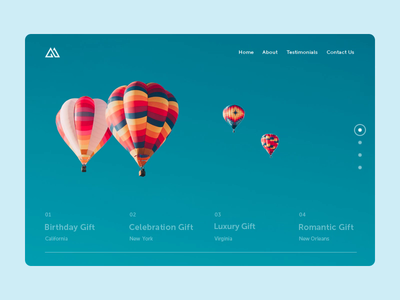 Home About Testimonials Contact Us
01 02 03 04
Birthday Gift Celebration Gift Luxury Gift Romantic Gift
California New York Virginia New Orleans